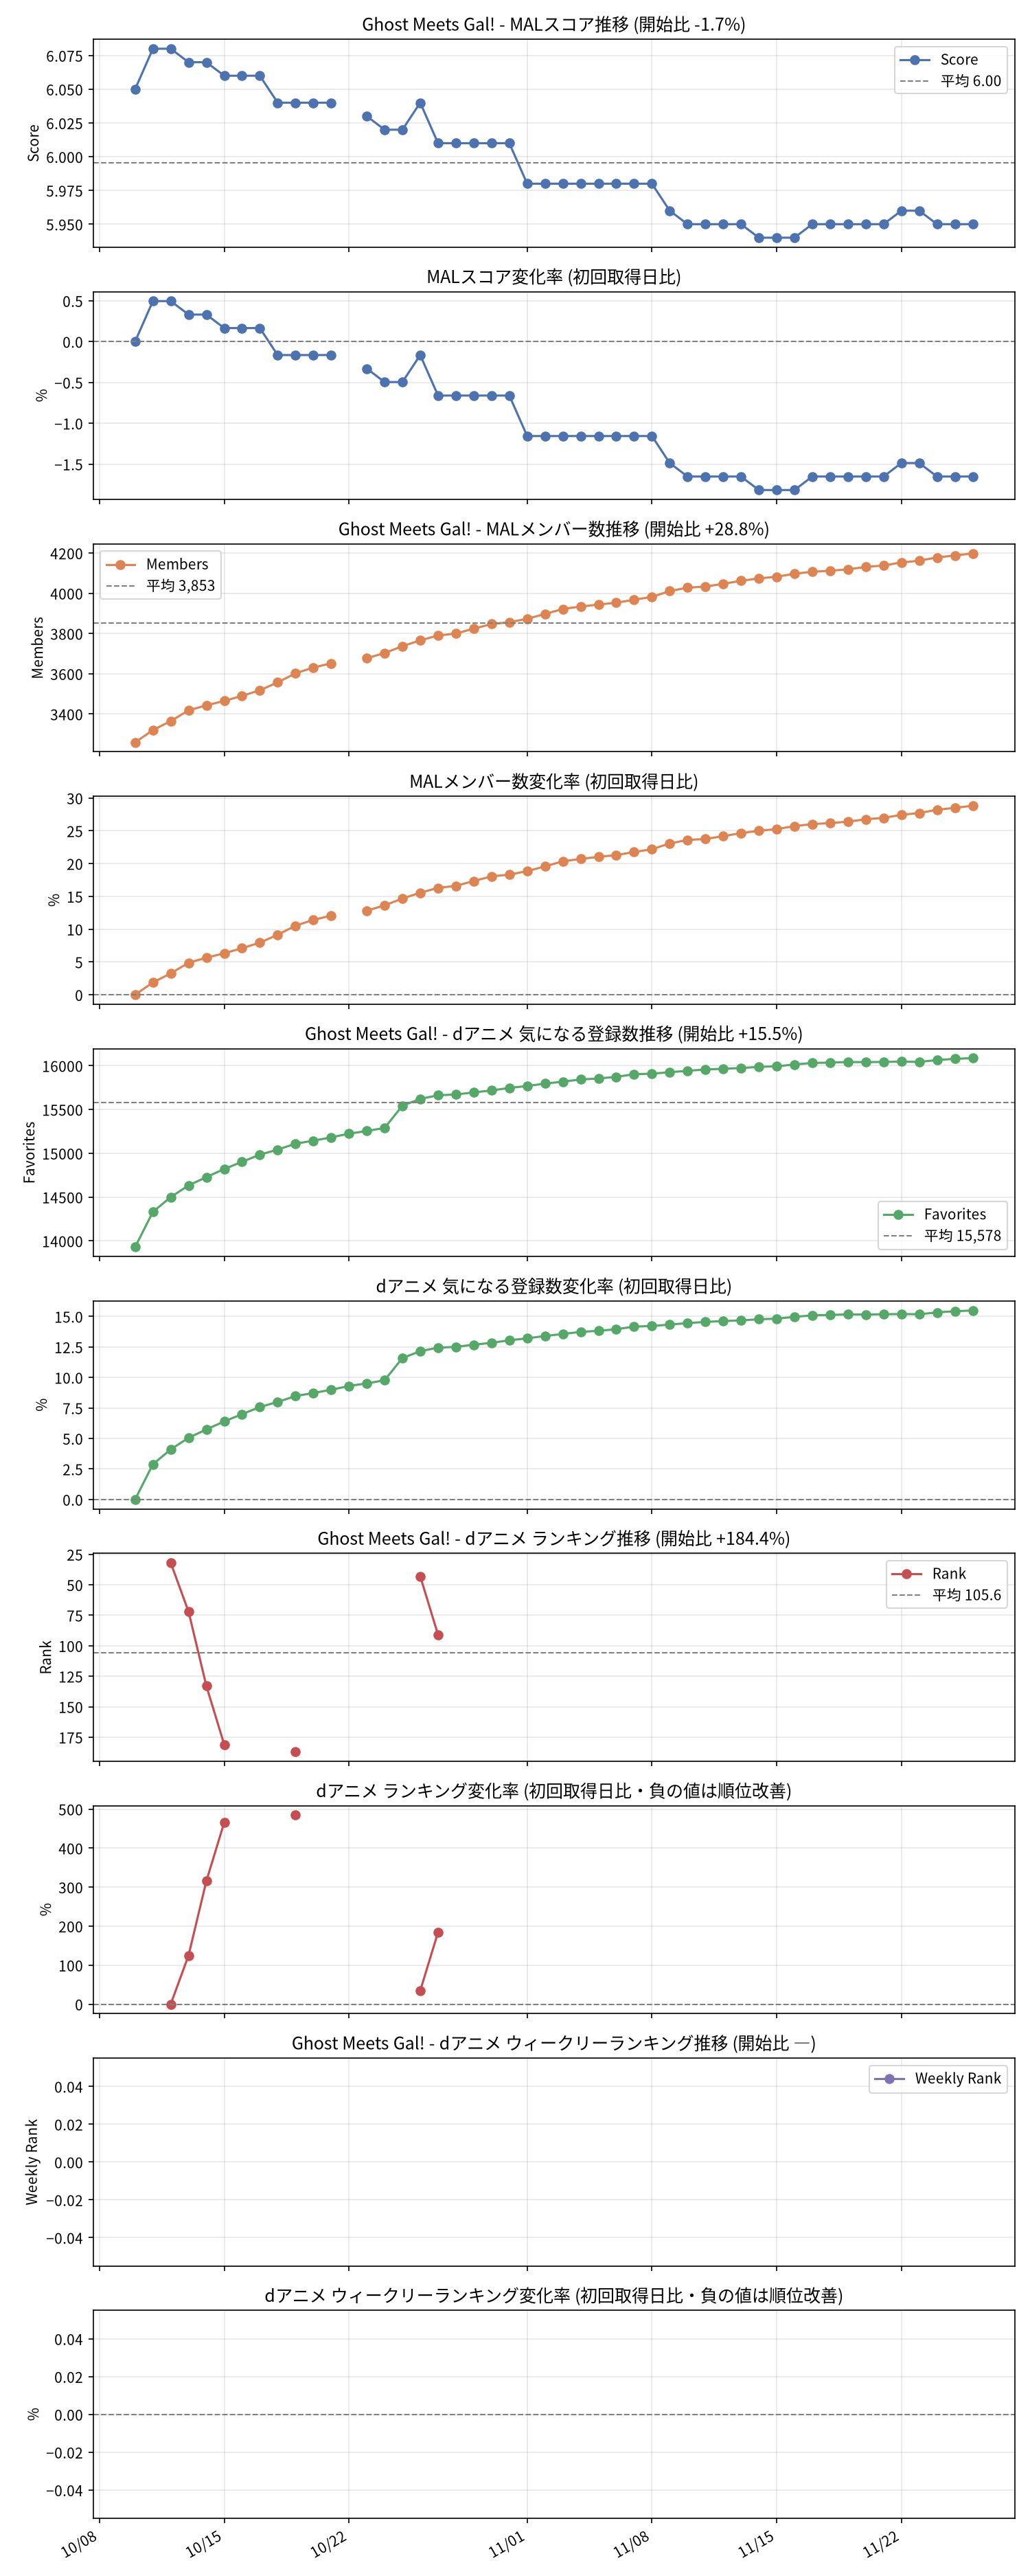 Ghost Meets Gal! - MALスコア推移 (開始比 -1.7%)
6.075
6.050
6.025
6.000
5.975
5.950
Score
Score
平均 6.00
MALスコア変化率 (初回取得日比)
0.5
0.0
−0.5
−1.0
−1.5
%
Ghost Meets Gal! - MALメンバー数推移 (開始比 +28.8%)
4200
4000
3800
3600
3400
Members
Members
平均 3,853
MALメンバー数変化率 (初回取得日比)
30
25
20
15
10
5
0
%
Ghost Meets Gal! - dアニメ 気になる登録数推移 (開始比 +15.5%)
16000
15500
15000
14500
14000
Favorites
Favorites
平均 15,578
dアニメ 気になる登録数変化率 (初回取得日比)
15.0
12.5
10.0
7.5
5.0
2.5
0.0
%
Ghost Meets Gal! - dアニメ ランキング推移 (開始比 +184.4%)
25
50
75
100
125
150
175
Rank
Rank
平均 105.6
dアニメ ランキング変化率 (初回取得日比・負の値は順位改善)
500
400
300
200
100
0
%
Ghost Meets Gal! - dアニメ ウィークリーランキング推移 (開始比 —)
0.04
0.02
0.00
−0.02
−0.04
Weekly Rank
Weekly Rank
dアニメ ウィークリーランキング変化率 (初回取得日比・負の値は順位改善)
0.04
0.02
0.00
−0.02
−0.04
%
10/08
10/15
10/22
11/01
11/08
11/15
11/22